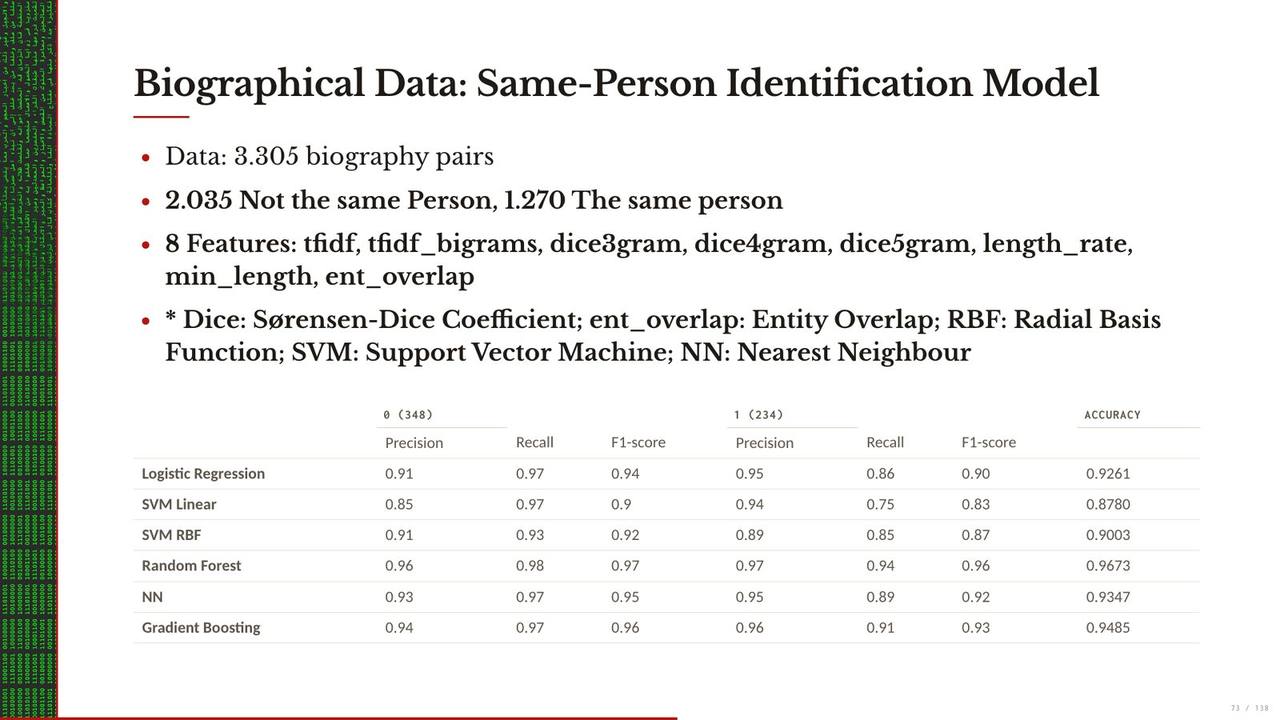 Biographical Data: Same-Person Identification Model
• Data: 3.305 biography pairs
• 2.035 Not the same Person, 1.270 The same person
• 8 Features: tfidf, tfidf_bigrams, dice3gram, dice4gram, dice5gram, length_rate,
min_length, ent_overlap
• * Dice: Sørensen-Dice Coefficient; ent_overlap: Entity Overlap; RBF: Radial Basis
Function; SVM: Support Vector Machine; NN: Nearest Neighbour
0 (348) 1 (234) ACCURACY
Precision Recall F1-score Precision Recall F1-score
Logistic Regression 0.91 0.97 0.94 0.95 0.86 0.90 0.9261
SVM Linear 0.85 0.97 0.9 0.94 0.75 0.83 0.8780
SVM RBF 0.91 0.93 0.92 0.89 0.85 0.87 0.9003
Random Forest 0.96 0.98 0.97 0.97 0.94 0.96 0.9673
NN 0.93 0.97 0.95 0.95 0.89 0.92 0.9347
Gradient Boosting 0.94 0.97 0.96 0.96 0.91 0.93 0.9485
73 / 138